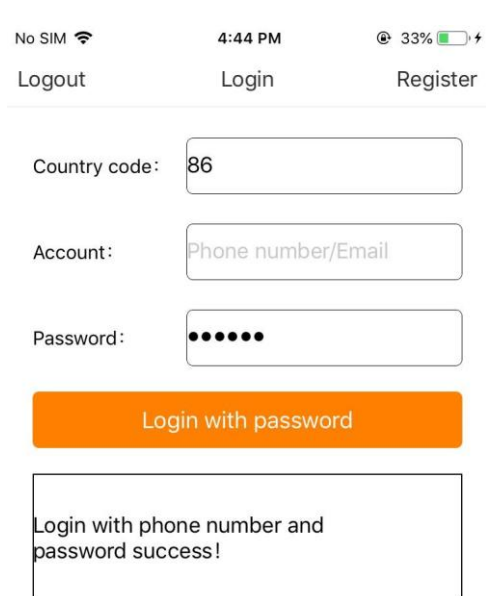 No SIM 4:44 PM 33%
Logout Login Register
Country code: 86
Account: Phone number/Email
Password: ••••••
Login with password
Login with phone number and
password success!